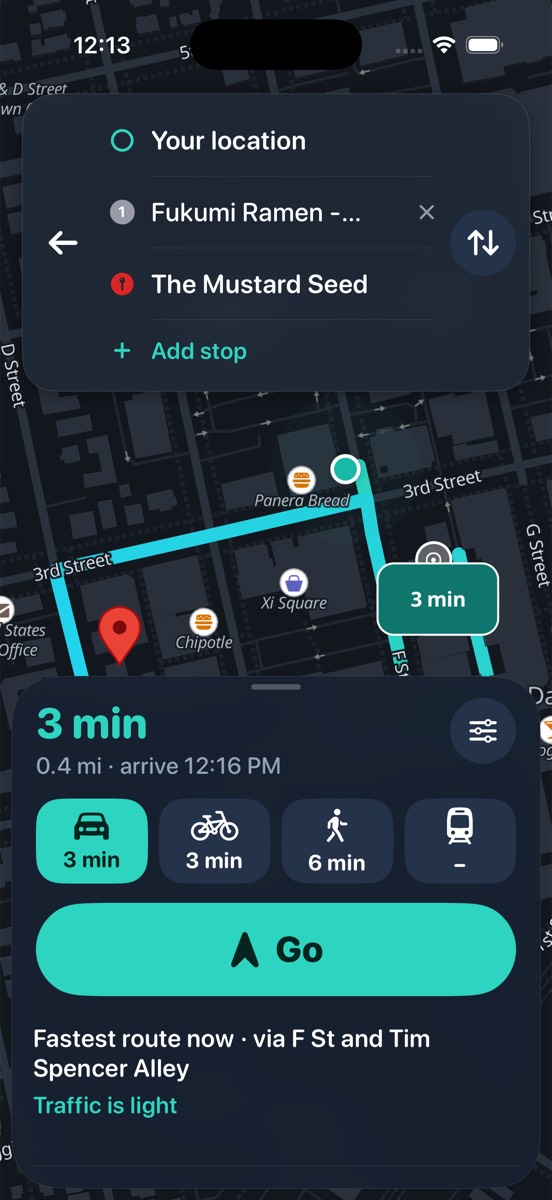 12:13
& D Street
Your location
1
Fukumi Ramen -...
The Mustard Seed
+ Add stop
D Street
Panera Bread
3rd Street
3rd Street
G Street
3 min
Xi Square
States
Office
Chipotle
F St
3 min
0.4 mi · arrive 12:16 PM
3 min
3 min
6 min
–
Go
Fastest route now · via F St and Tim
Spencer Alley
Traffic is light